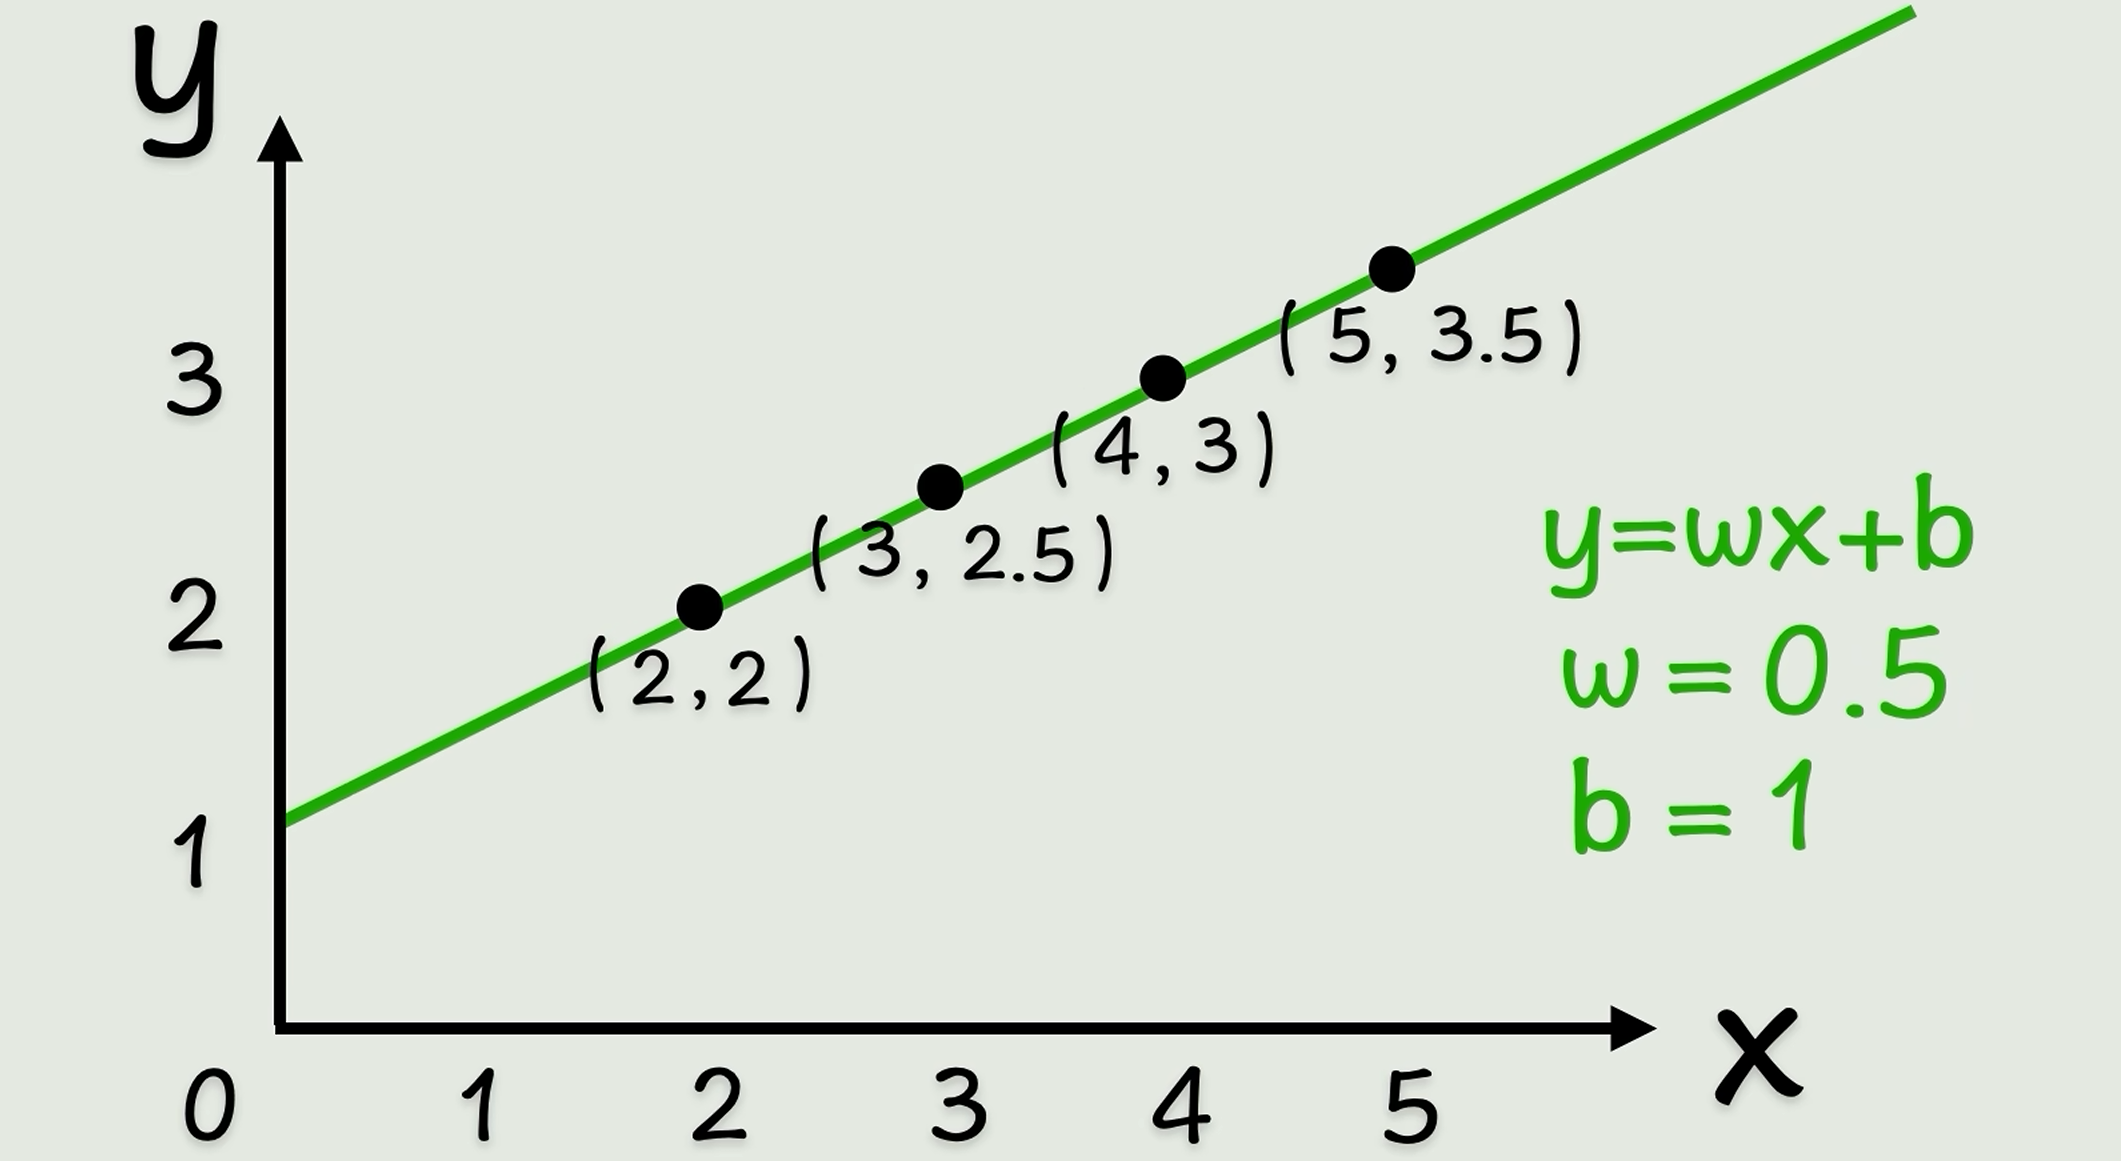 y
3
2
1
0 1 2 3 4 5
x
( 5, 3.5 )
( 4, 3 )
( 3, 2.5 )
( 2, 2 )
y=wx+b
w = 0.5
b = 1